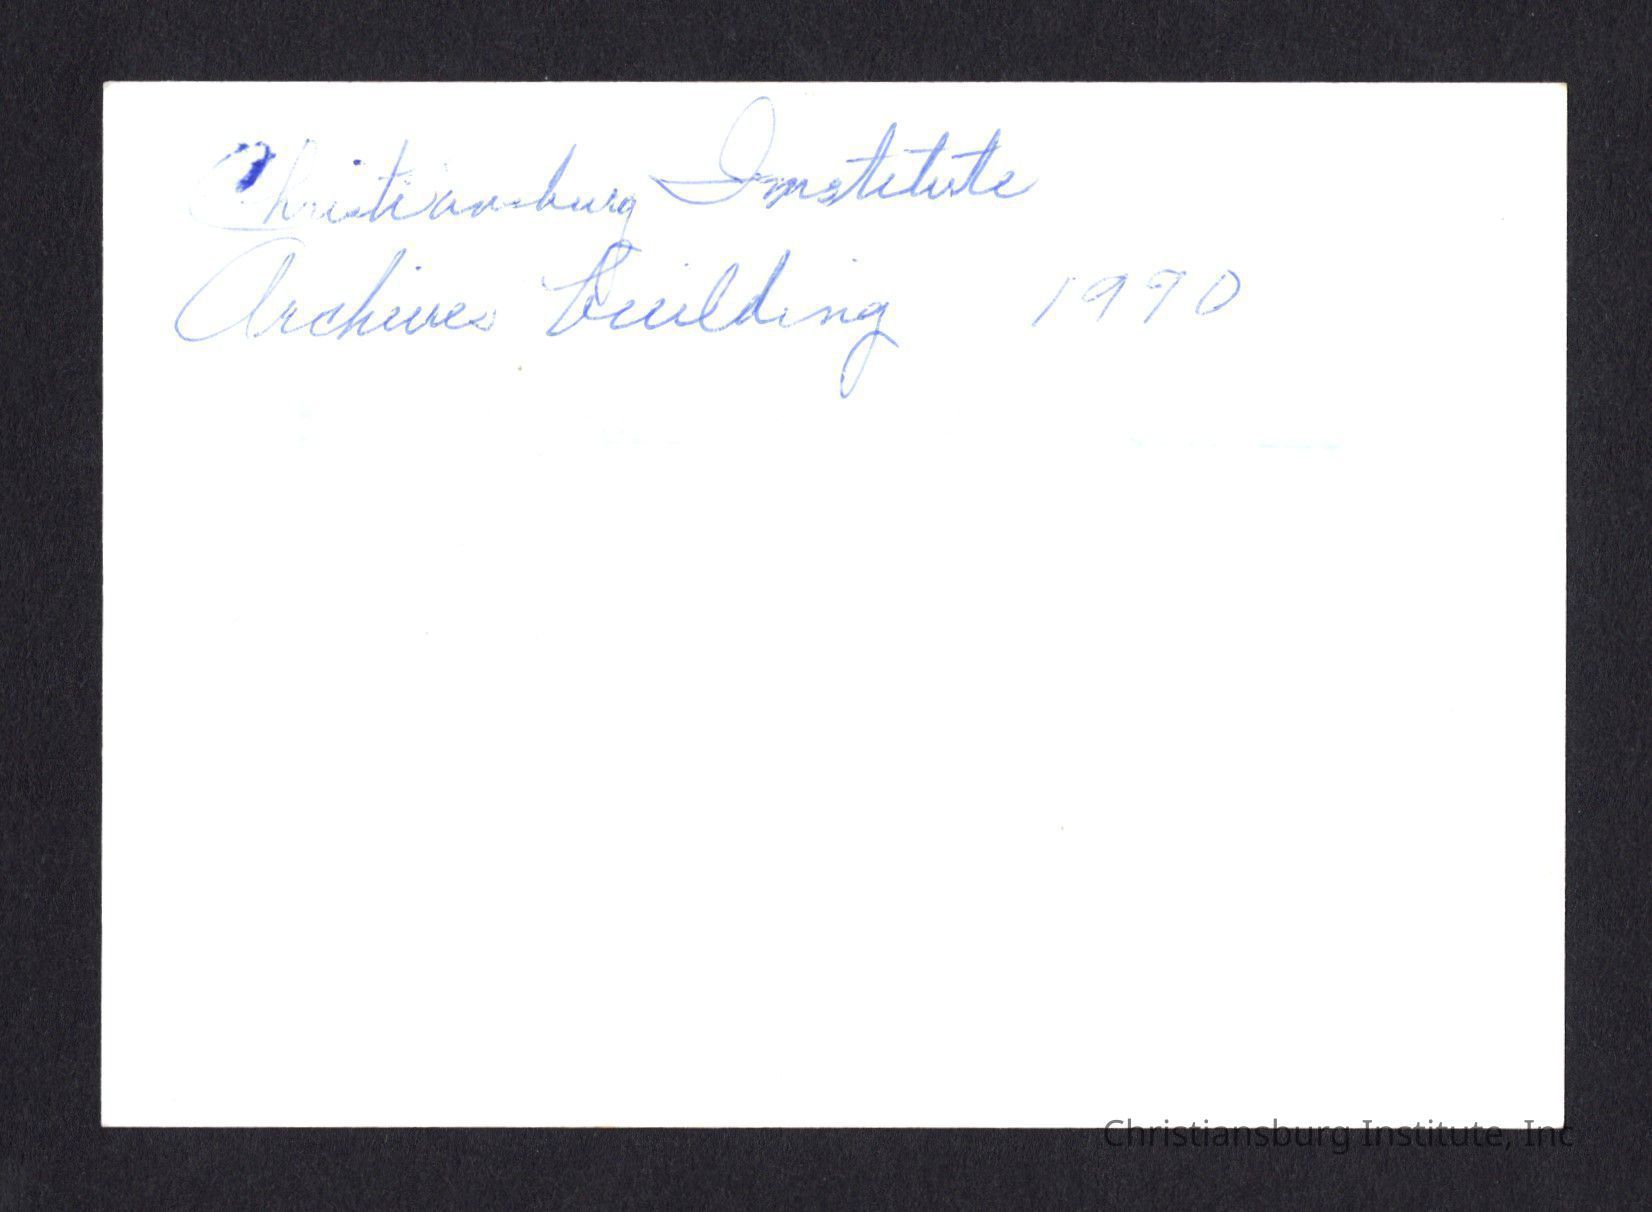 Christiansburg Institute
Archives Building 1990
Christiansburg Institute, Inc